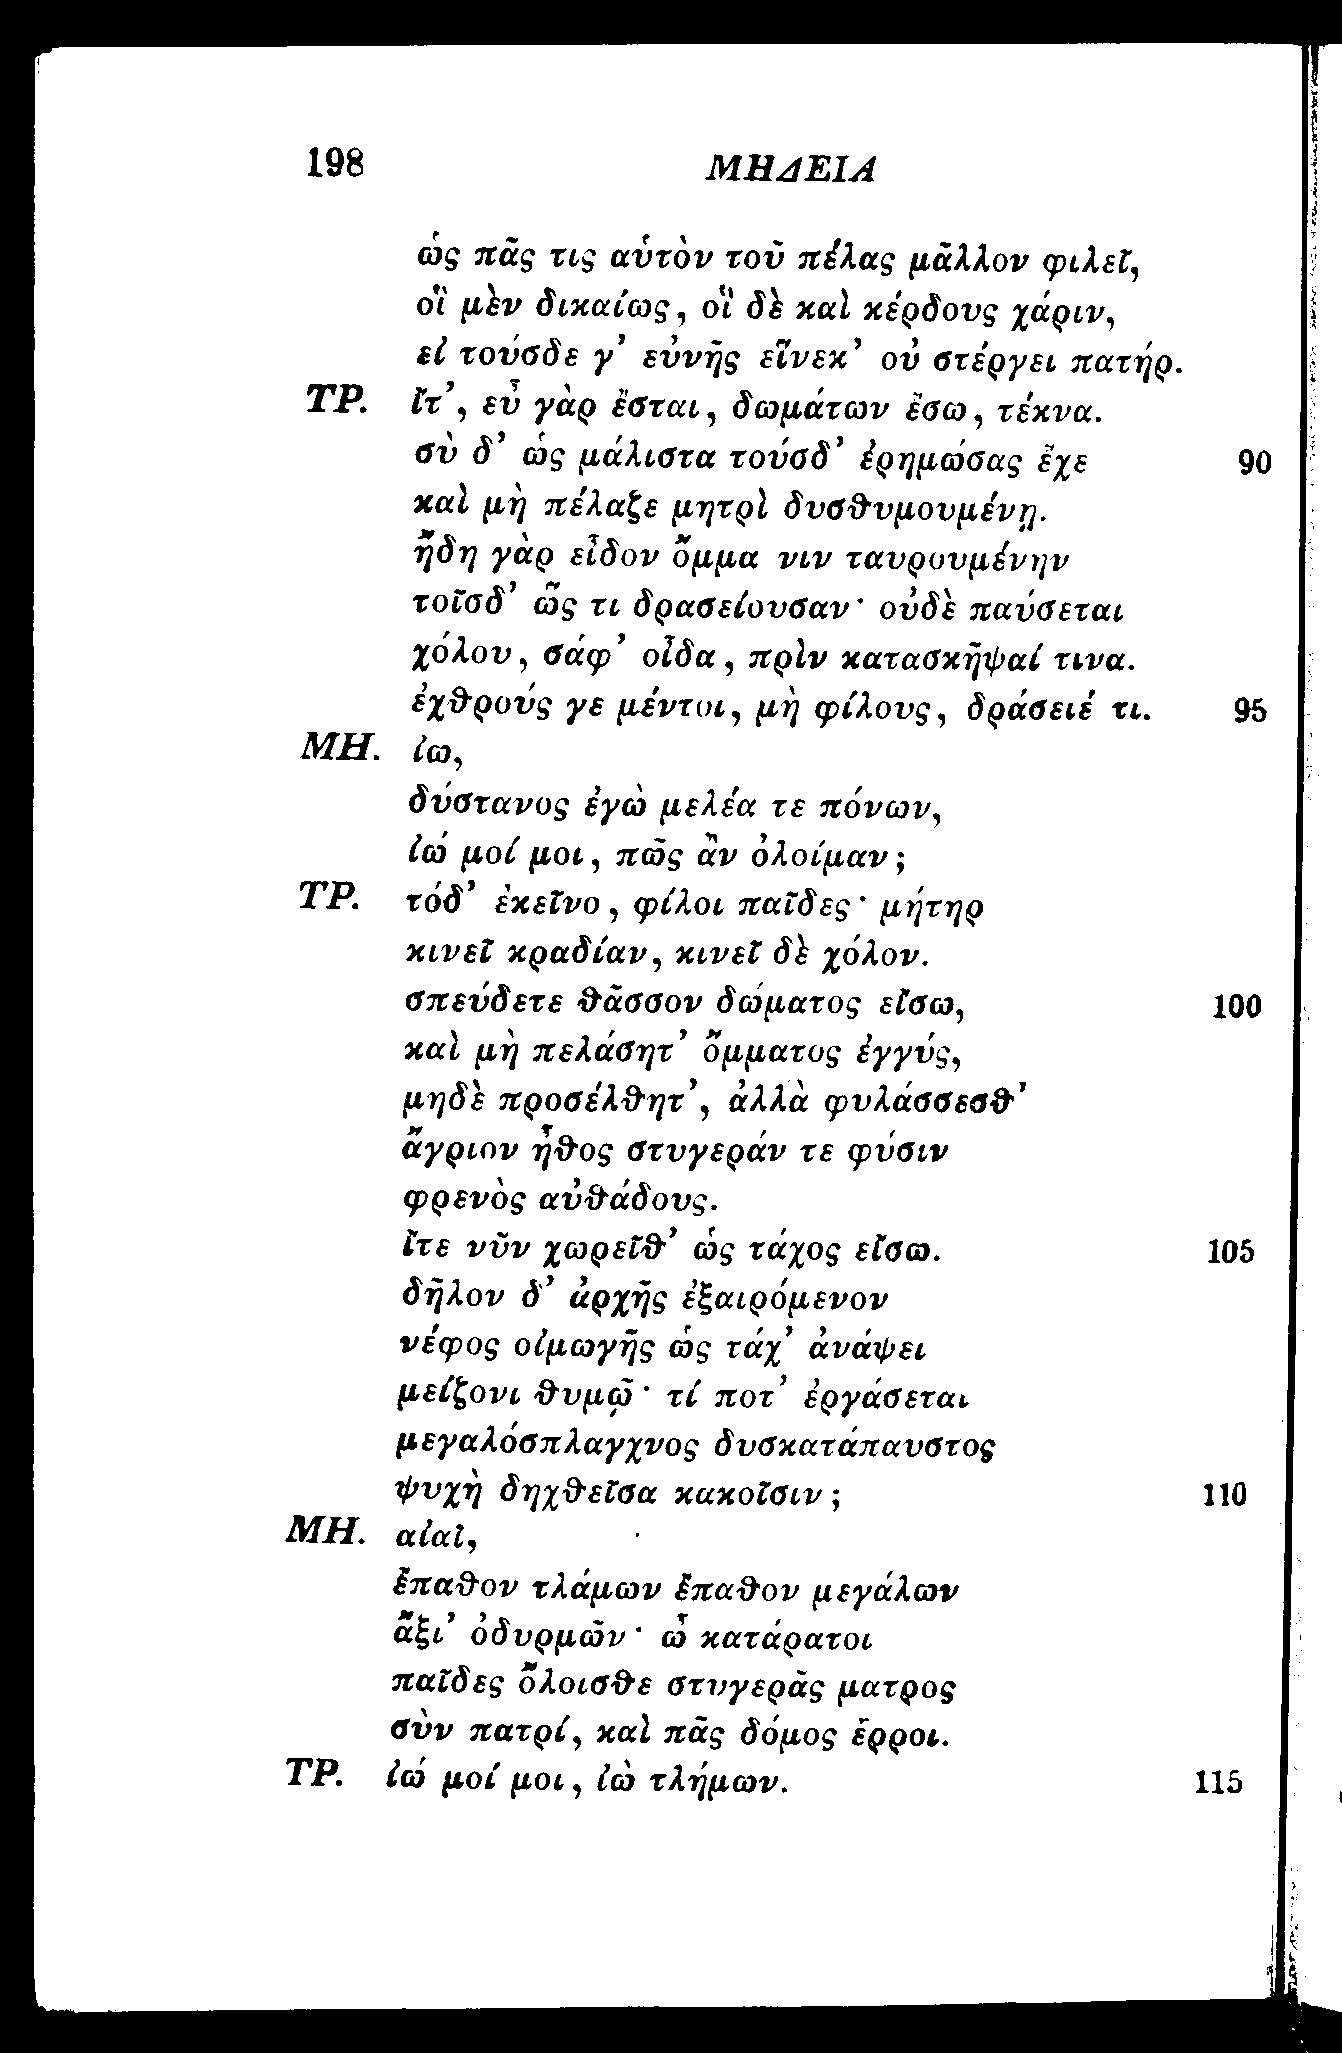 198 ΜΗΔΕΙΑ
ὡς πᾶς τις αὑτὸν τοῦ πέλας μᾶλλον φιλεῖ,
οἳ μὲν δικαίως, οἳ δὲ καὶ κέρδους χάριν,
εἰ τούσδε γ’ εὐνῆς εἵνεκ’ οὐ στέργει πατήρ.
ΤΡ. ἴτ’, εὖ γὰρ ἔσται, δωμάτων ἔσω, τέκνα.
σὺ δ’ ὡς μάλιστα τούσδ’ ἐρημώσας ἔχε 90
καὶ μὴ πέλαζε μητρὶ δυσθυμουμένῃ.
ἤδη γὰρ εἶδον ὄμμα νιν ταυρουμένην
τοῖσδ’ ὥς τι δρασείουσαν· οὐδὲ παύσεται
χόλου, σάφ’ οἶδα, πρὶν κατασκῆψαί τινα.
ἐχθρούς γε μέντοι, μὴ φίλους, δράσειέ τι. 95
ΜΗ. ἰω,
δύστανος ἐγὼ μελέα τε πόνων,
ἰώ μοί μοι, πῶς ἂν ὀλοίμαν;
ΤΡ. τόδ’ ἐκεῖνο, φίλοι παῖδες· μήτηρ
κινεῖ κραδίαν, κινεῖ δὲ χόλον.
σπεύδετε θᾶσσον δώματος εἴσω, 100
καὶ μὴ πελάσητ’ ὄμματος ἐγγύς,
μηδὲ προσέλθητ’, ἀλλὰ φυλάσσεσθ’
ἄγριον ἦθος στυγεράν τε φύσιν
φρενὸς αὐθάδους.
ἴτε νῦν χωρεῖθ’ ὡς τάχος εἴσω. 105
δῆλον δ’ ἀρχῆς ἐξαιρόμενον
νέφος οἰμωγῆς ὡς τάχ’ ἀνάψει
μείζονι θυμῷ· τί ποτ’ ἐργάσεται
μεγαλόσπλαγχνος δυσκατάπαυστος
ψυχὴ δηχθεῖσα κακοῖσιν; 110
ΜΗ. αἰαῖ,
ἔπαθον τλάμων ἔπαθον μεγάλων
ἄξι’ ὀδυρμῶν· ὦ κατάρατοι
παῖδες ὄλοισθε στυγερᾶς ματρος
σὺν πατρί, καὶ πᾶς δόμος ἔρροι.
ΤΡ. ἰώ μοί μοι, ἰὼ τλήμων. 115